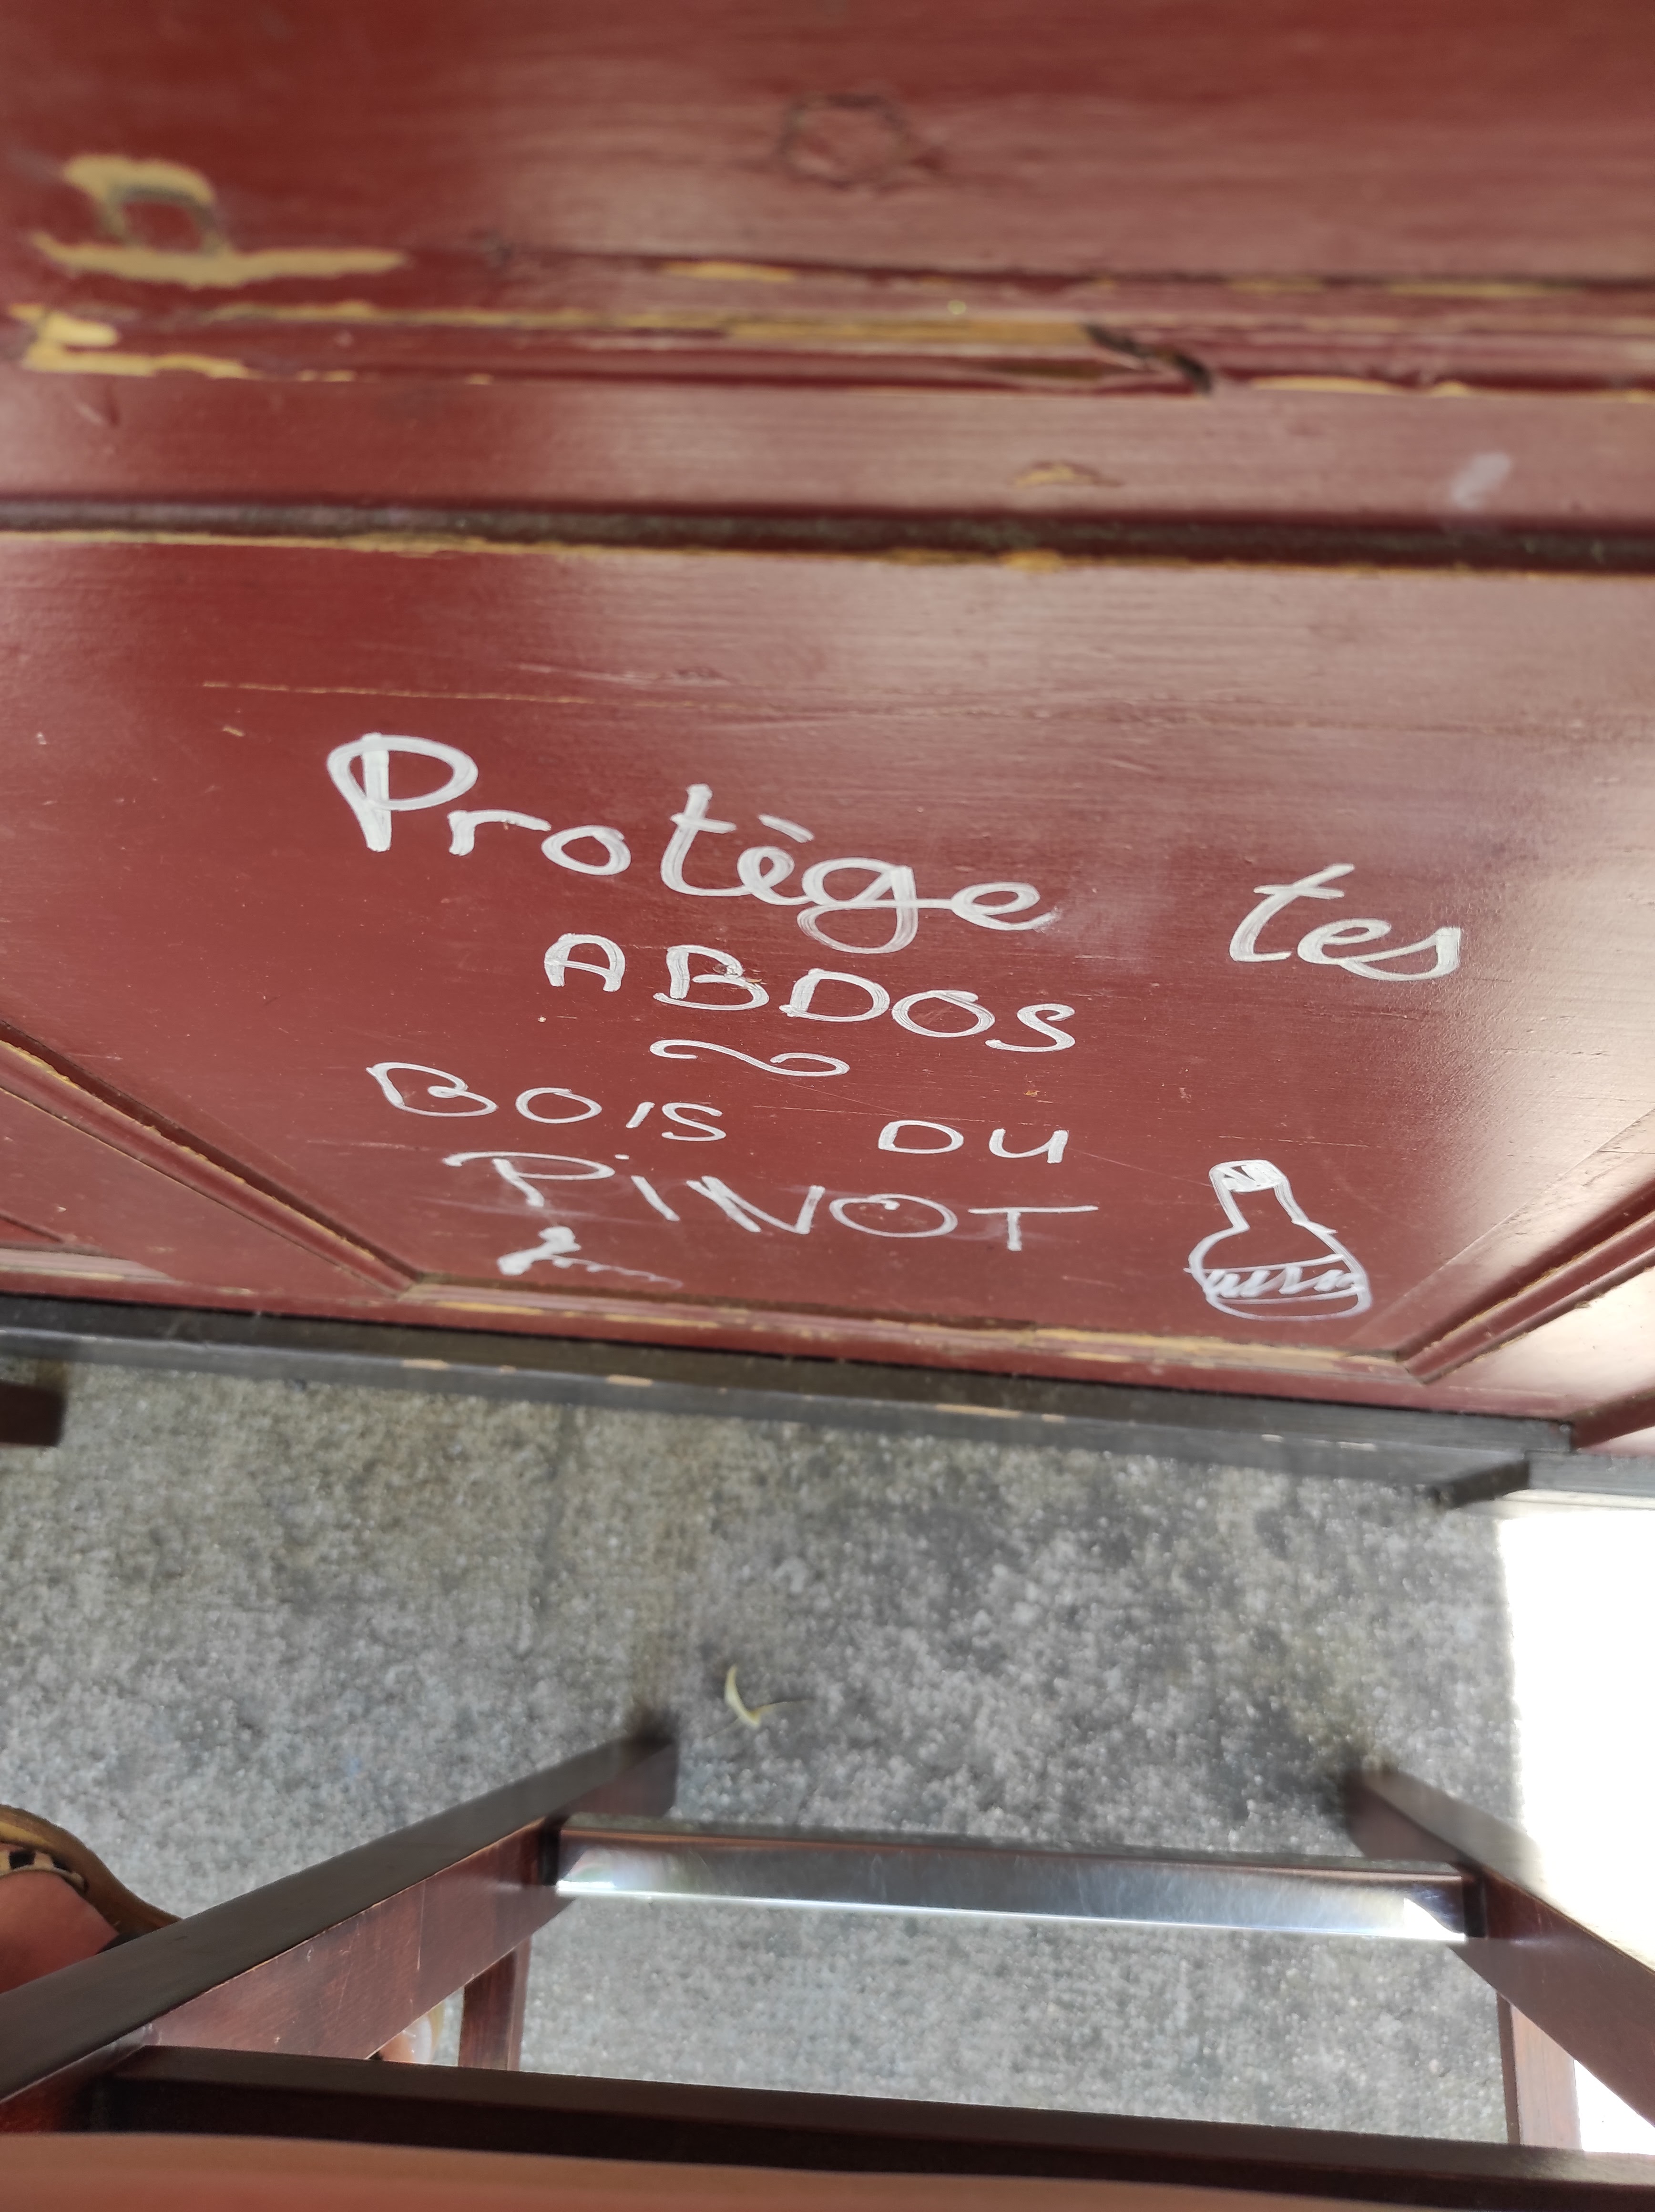 Protège tes
ABDOS
BOIS DU
PINOT